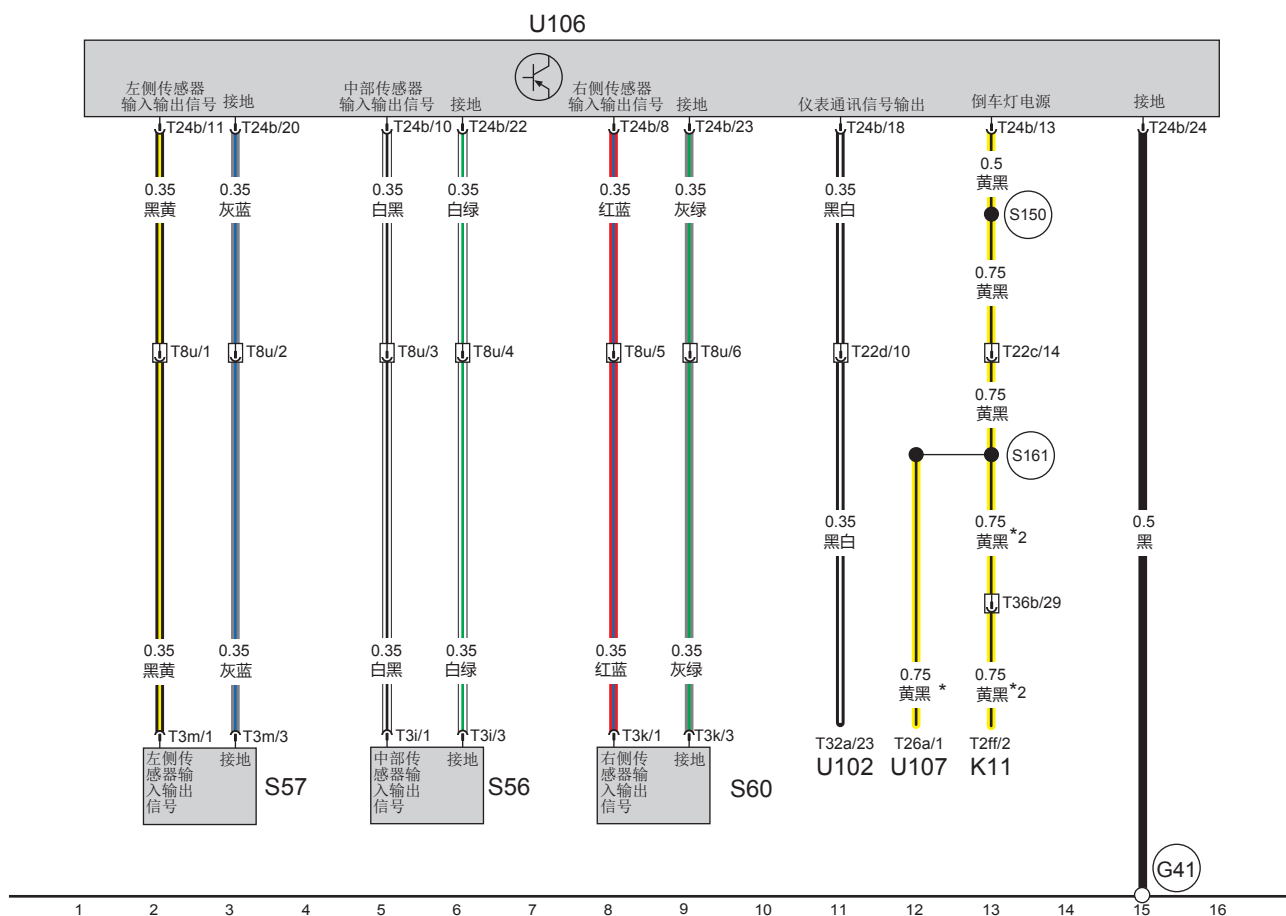 U106
左侧传感器
输入输出信号
接地
中部传感器
输入输出信号
接地
右侧传感器
输入输出信号
接地
仪表通讯信号输出
倒车灯电源
接地
T24b/11
T24b/20
T24b/10
T24b/22
T24b/8
T24b/23
T24b/18
T24b/13
T24b/24
0.5
黄黑
0.35
黑黄
0.35
灰蓝
0.35
白黑
0.35
白绿
0.35
红蓝
0.35
灰绿
0.35
黑白
S150
0.75
黄黑
T8u/1
T8u/2
T8u/3
T8u/4
T8u/5
T8u/6
T22d/10
T22c/14
0.75
黄黑
S161
0.35
黑白
0.75
黄黑*2
0.5
黑
T36b/29
0.35
黑黄
0.35
灰蓝
0.35
白黑
0.35
白绿
0.35
红蓝
0.35
灰绿
0.75
黄黑 *
0.75
黄黑*2
T3m/1
T3m/3
T3i/1
T3i/3
T3k/1
T3k/3
T32a/23
T26a/1
T2ff/2
U102
U107
K11
左侧传
感器输
入输出
信号
接地
S57
中部传
感器输
入输出
信号
接地
S56
右侧传
感器输
入输出
信号
接地
S60
G41
1 2 3 4 5 6 7 8 9 10 11 12 13 14 15 16